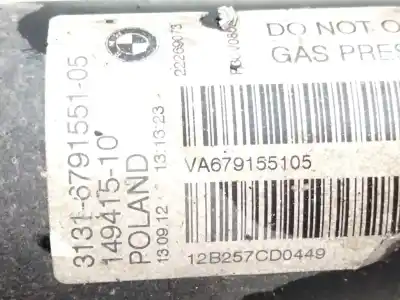 3131-6791551-05
149415-10
POLAND
13.09.12 - 13:13:23 -
22269073
DO NOT O
GAS PRES
VA679155105
12B257CD0449